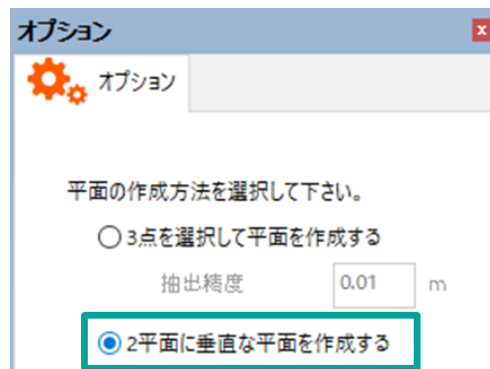 オプション
オプション
平面の作成方法を選択して下さい。
3点を選択して平面を作成する
抽出精度 0.01 m
2平面に垂直な平面を作成する